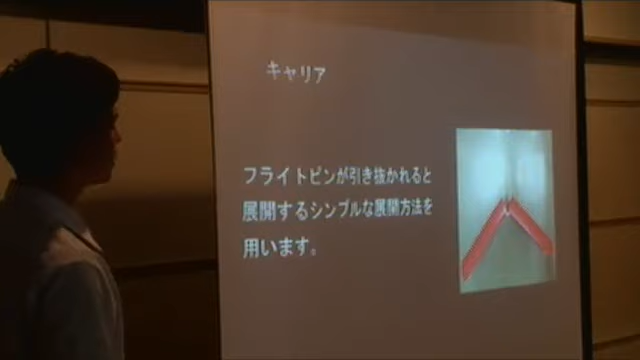 キャリア
フライトピンが引き抜かれると
展開するシンプルな展開方法を
用います。